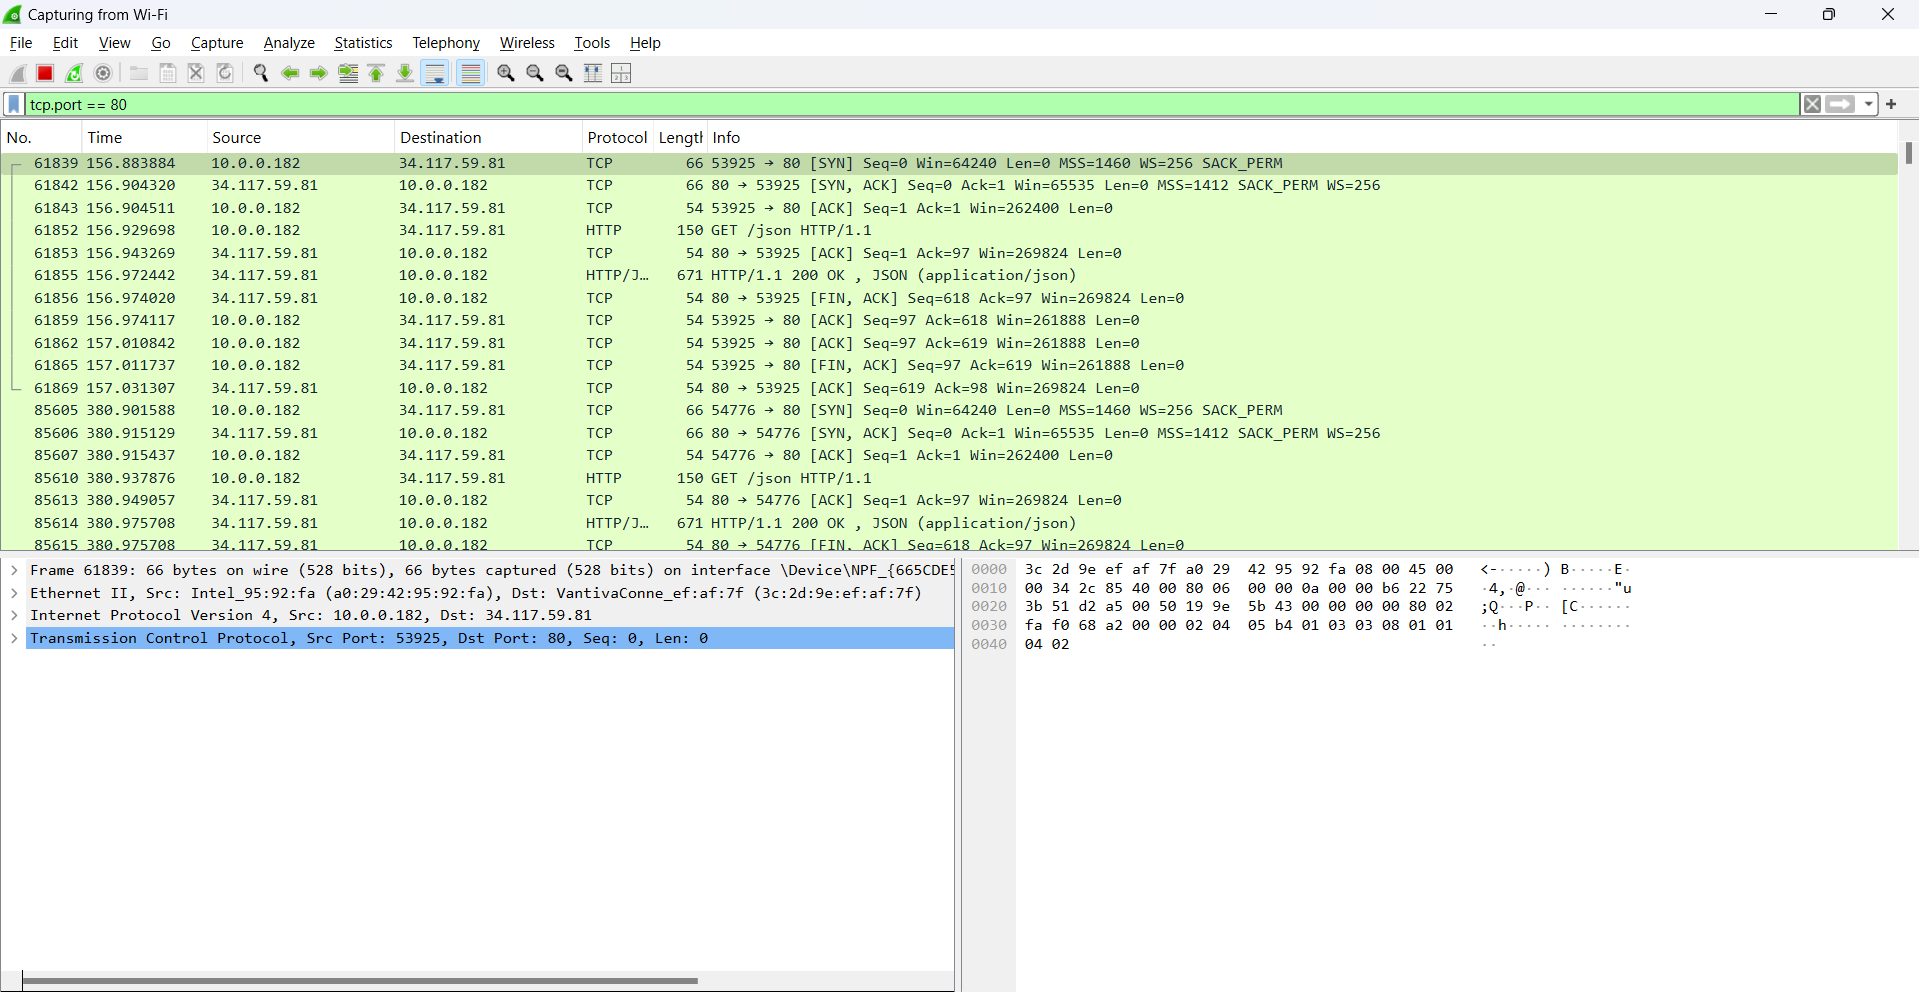 Capturing from Wi-Fi
File Edit View Go Capture Analyze Statistics Telephony Wireless Tools Help
tcp.port == 80
No. Time Source Destination Protocol Length Info
61839 156.883884 10.0.0.182 34.117.59.81 TCP 66 53925 → 80 [SYN] Seq=0 Win=64240 Len=0 MSS=1460 WS=256 SACK_PERM
61842 156.904320 34.117.59.81 10.0.0.182 TCP 66 80 → 53925 [SYN, ACK] Seq=0 Ack=1 Win=65535 Len=0 MSS=1412 SACK_PERM WS=256
61843 156.904511 10.0.0.182 34.117.59.81 TCP 54 53925 → 80 [ACK] Seq=1 Ack=1 Win=262400 Len=0
61852 156.929698 10.0.0.182 34.117.59.81 HTTP 150 GET /json HTTP/1.1
61853 156.943269 34.117.59.81 10.0.0.182 TCP 54 80 → 53925 [ACK] Seq=1 Ack=97 Win=269824 Len=0
61855 156.972442 34.117.59.81 10.0.0.182 HTTP/J… 671 HTTP/1.1 200 OK , JSON (application/json)
61856 156.974020 34.117.59.81 10.0.0.182 TCP 54 80 → 53925 [FIN, ACK] Seq=618 Ack=97 Win=269824 Len=0
61859 156.974117 10.0.0.182 34.117.59.81 TCP 54 53925 → 80 [ACK] Seq=97 Ack=618 Win=261888 Len=0
61862 157.010842 10.0.0.182 34.117.59.81 TCP 54 53925 → 80 [ACK] Seq=97 Ack=619 Win=261888 Len=0
61865 157.011737 10.0.0.182 34.117.59.81 TCP 54 53925 → 80 [FIN, ACK] Seq=97 Ack=619 Win=261888 Len=0
61869 157.031307 34.117.59.81 10.0.0.182 TCP 54 80 → 53925 [ACK] Seq=619 Ack=98 Win=269824 Len=0
85605 380.901588 10.0.0.182 34.117.59.81 TCP 66 54776 → 80 [SYN] Seq=0 Win=64240 Len=0 MSS=1460 WS=256 SACK_PERM
85606 380.915129 34.117.59.81 10.0.0.182 TCP 66 80 → 54776 [SYN, ACK] Seq=0 Ack=1 Win=65535 Len=0 MSS=1412 SACK_PERM WS=256
85607 380.915437 10.0.0.182 34.117.59.81 TCP 54 54776 → 80 [ACK] Seq=1 Ack=1 Win=262400 Len=0
85610 380.937876 10.0.0.182 34.117.59.81 HTTP 150 GET /json HTTP/1.1
85613 380.949057 34.117.59.81 10.0.0.182 TCP 54 80 → 54776 [ACK] Seq=1 Ack=97 Win=269824 Len=0
85614 380.975708 34.117.59.81 10.0.0.182 HTTP/J… 671 HTTP/1.1 200 OK , JSON (application/json)
85615 380.975708 34.117.59.81 10.0.0.182 TCP 54 80 → 54776 [FIN, ACK] Seq=618 Ack=97 Win=269824 Len=0
Frame 61839: 66 bytes on wire (528 bits), 66 bytes captured (528 bits) on interface \Device\NPF_{665CDE5
Ethernet II, Src: Intel_95:92:fa (a0:29:42:95:92:fa), Dst: VantivaConne_ef:af:7f (3c:2d:9e:ef:af:7f)
Internet Protocol Version 4, Src: 10.0.0.182, Dst: 34.117.59.81
Transmission Control Protocol, Src Port: 53925, Dst Port: 80, Seq: 0, Len: 0
0000 3c 2d 9e ef af 7f a0 29 42 95 92 fa 08 00 45 00 <-·····) B·····E·
0010 00 34 2c 85 40 00 80 06 00 00 0a 00 00 b6 22 75 ·4,·@··· ······"u
0020 3b 51 d2 a5 00 50 19 9e 5b 43 00 00 00 00 80 02 ;Q···P·· [C······
0030 fa f0 68 a2 00 00 02 04 05 b4 01 03 03 08 01 01 ··h····· ········
0040 04 02 ··